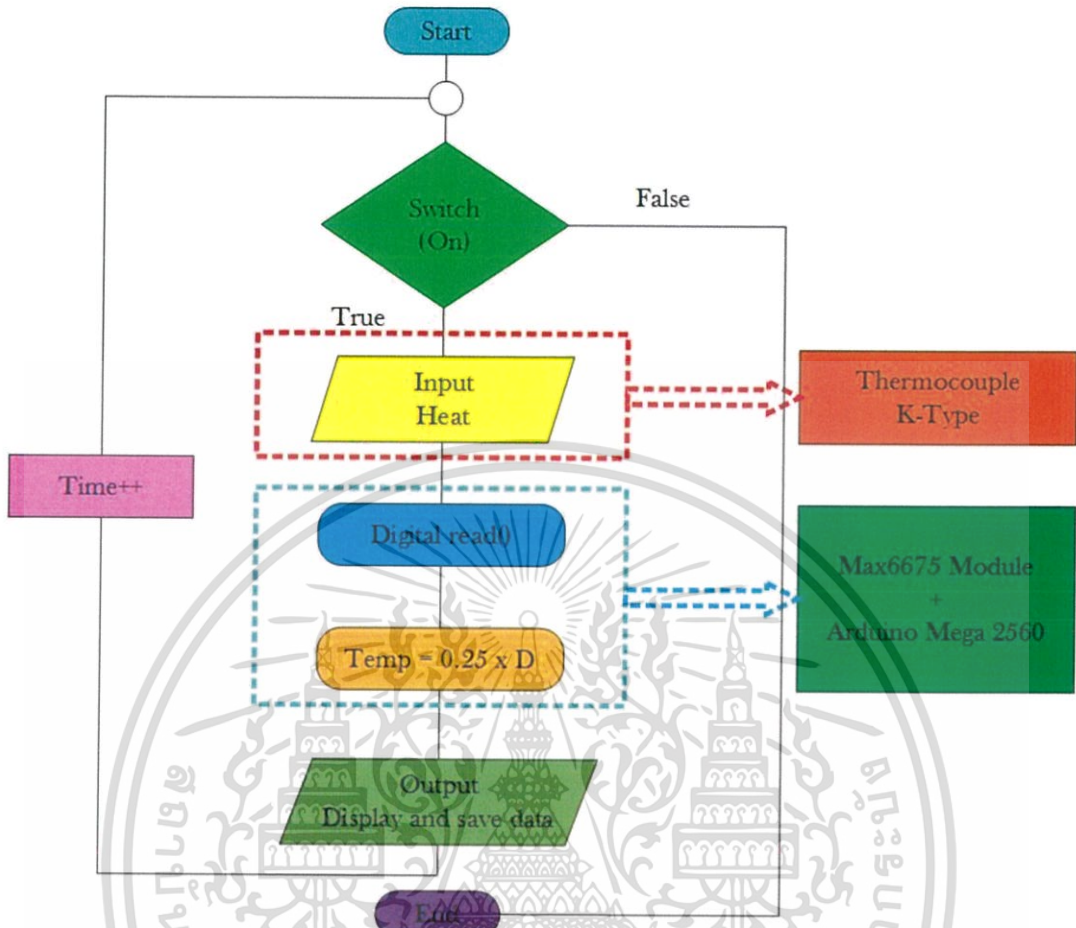 Start
Switch
(On)
False
True
Input
Heat
Thermocouple
K-Type
Time++
Digital read()
Max6675 Module
+
Arduino Mega 2560
Temp = 0.25 x D
Output
Display and save data
End